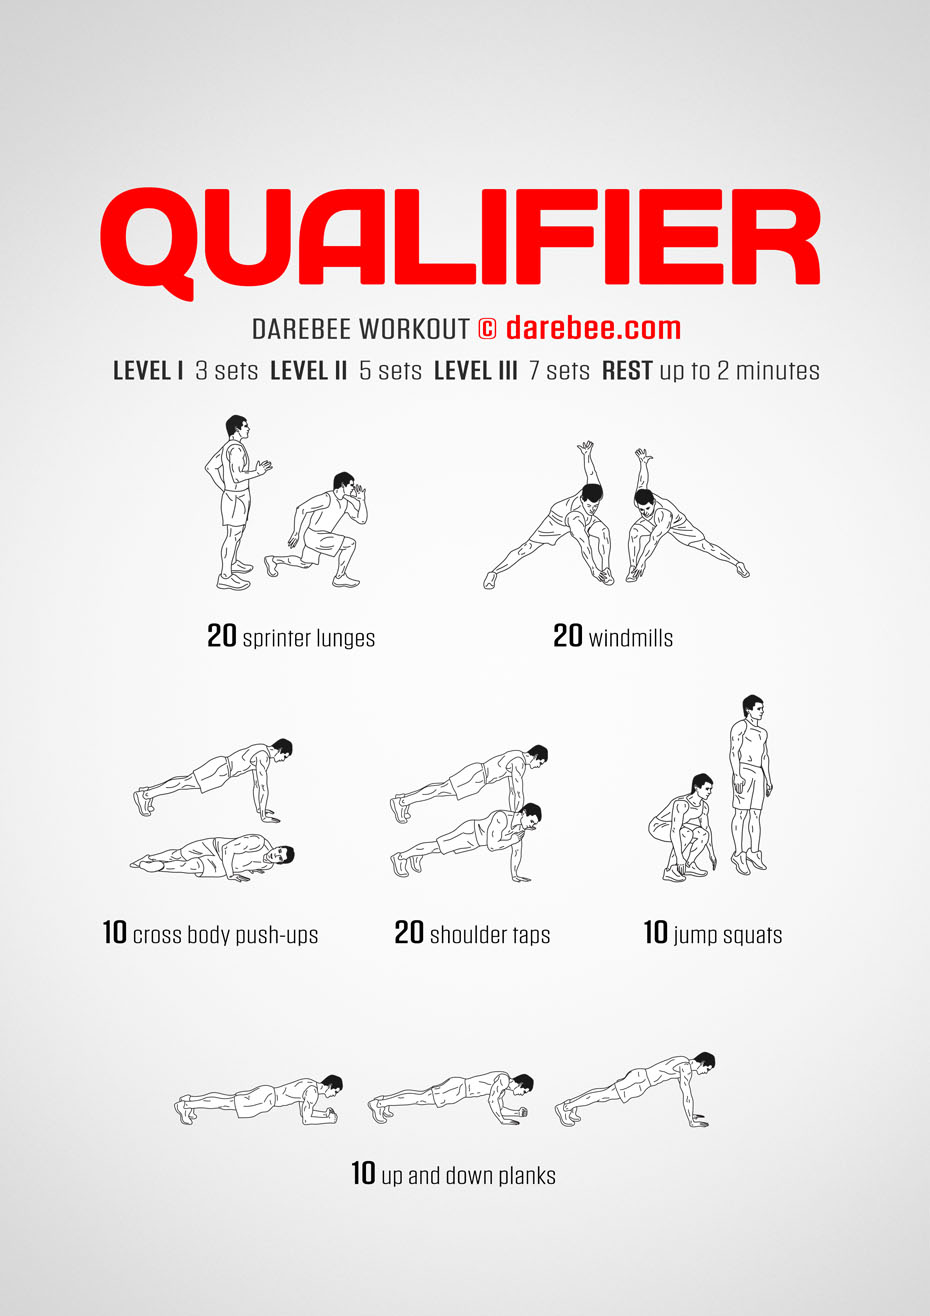 QUALIFIER
DAREBEE WORKOUT © darebee.com
LEVEL I 3 sets LEVEL II 5 sets LEVEL III 7 sets REST up to 2 minutes
20 sprinter lunges
20 windmills
10 cross body push-ups
20 shoulder taps
10 jump squats
10 up and down planks